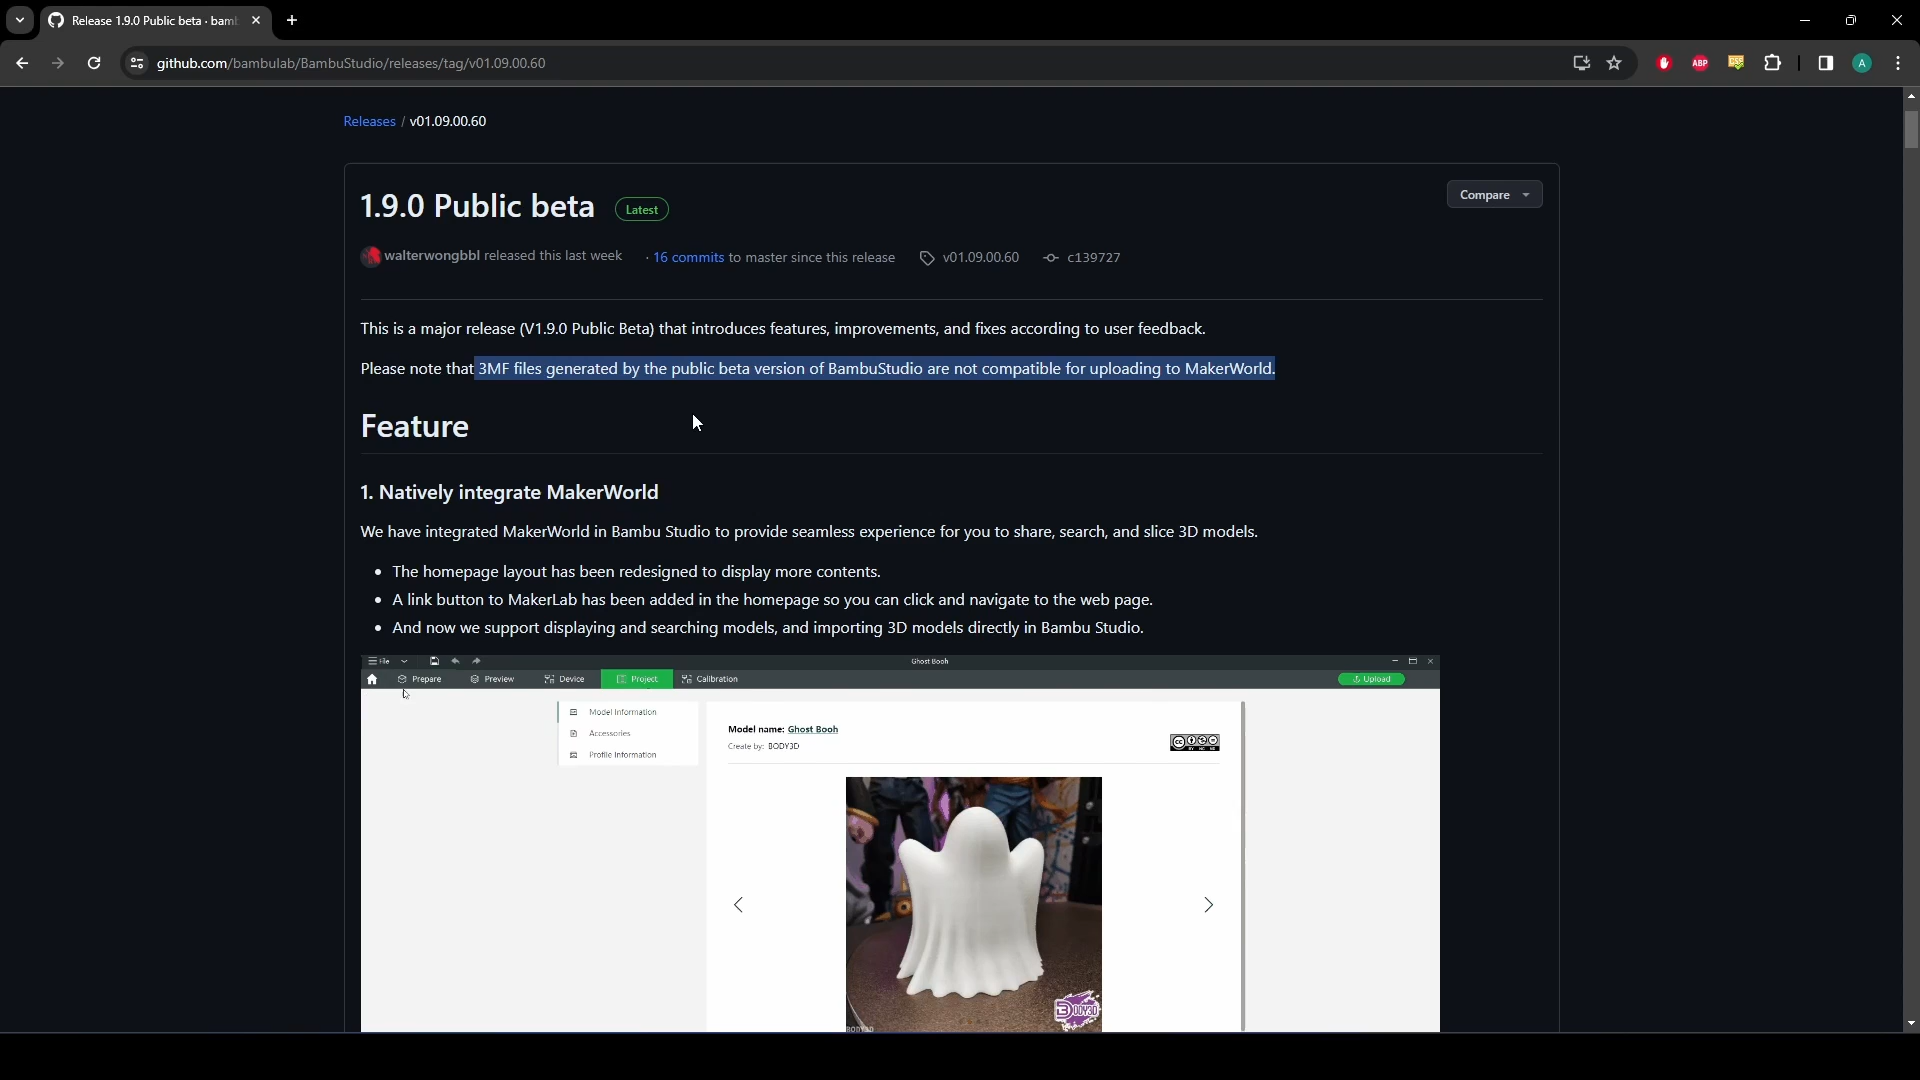 Release 1.9.0 Public beta · bam
github.com/bambulab/BambuStudio/releases/tag/v01.09.00.60
ABP
A
Releases / v01.09.00.60
1.9.0 Public beta
Latest
Compare
walterwongbbl released this last week · 16 commits to master since this release v01.09.00.60 c139727
This is a major release (V1.9.0 Public Beta) that introduces features, improvements, and fixes according to user feedback.
Please note that 3MF files generated by the public beta version of BambuStudio are not compatible for uploading to MakerWorld.
Feature
1. Natively integrate MakerWorld
We have integrated MakerWorld in Bambu Studio to provide seamless experience for you to share, search, and slice 3D models.
• The homepage layout has been redesigned to display more contents.
• A link button to MakerLab has been added in the homepage so you can click and navigate to the web page.
• And now we support displaying and searching models, and importing 3D models directly in Bambu Studio.
File
Ghost Booh
Prepare Preview Device Project Calibration Upload
Model Information
Accessories
Profile Information
Model name: Ghost Booh
Create by: BODY3D
BY NC ND
BODY3D
BODY3D